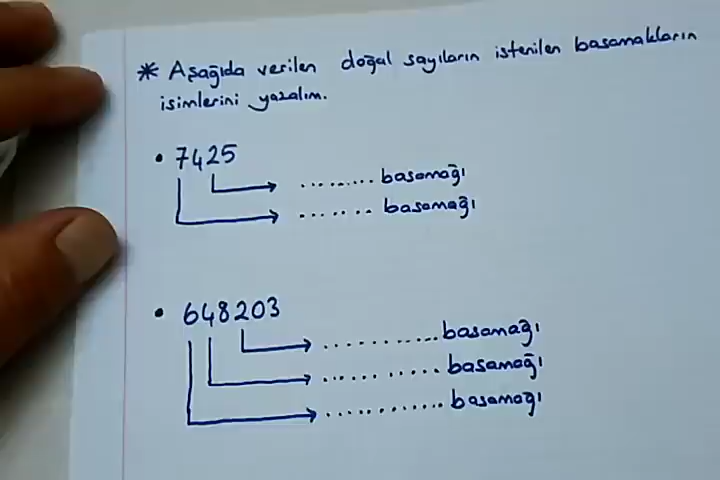 * Aşağıda verilen doğal sayıların istenilen basamakların
isimlerini yazalım.
• 7425
.......... basamağı
....... basamağı
• 648203
........... basamağı
........... basamağı
............ basamağı